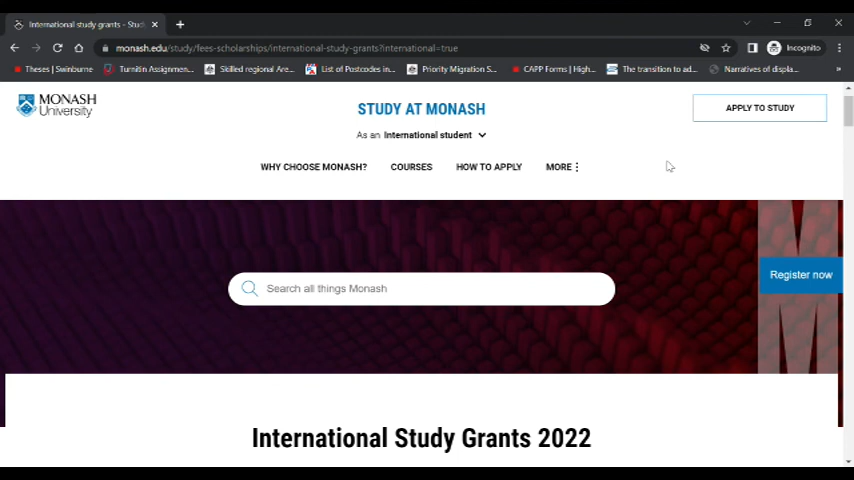 International study grants - Stud
monash.edu/study/fees-scholarships/international-study-grants?international=true
Incognito
Theses | Swinburne
Turnitin Assignmen...
Skilled regional Are...
List of Postcodes in...
Priority Migration S...
CAPP Forms | High...
The transition to ad...
Narratives of displa...
»
MONASH
University
STUDY AT MONASH
APPLY TO STUDY
As an International student
WHY CHOOSE MONASH?
COURSES
HOW TO APPLY
MORE
Search all things Monash
Register now
International Study Grants 2022